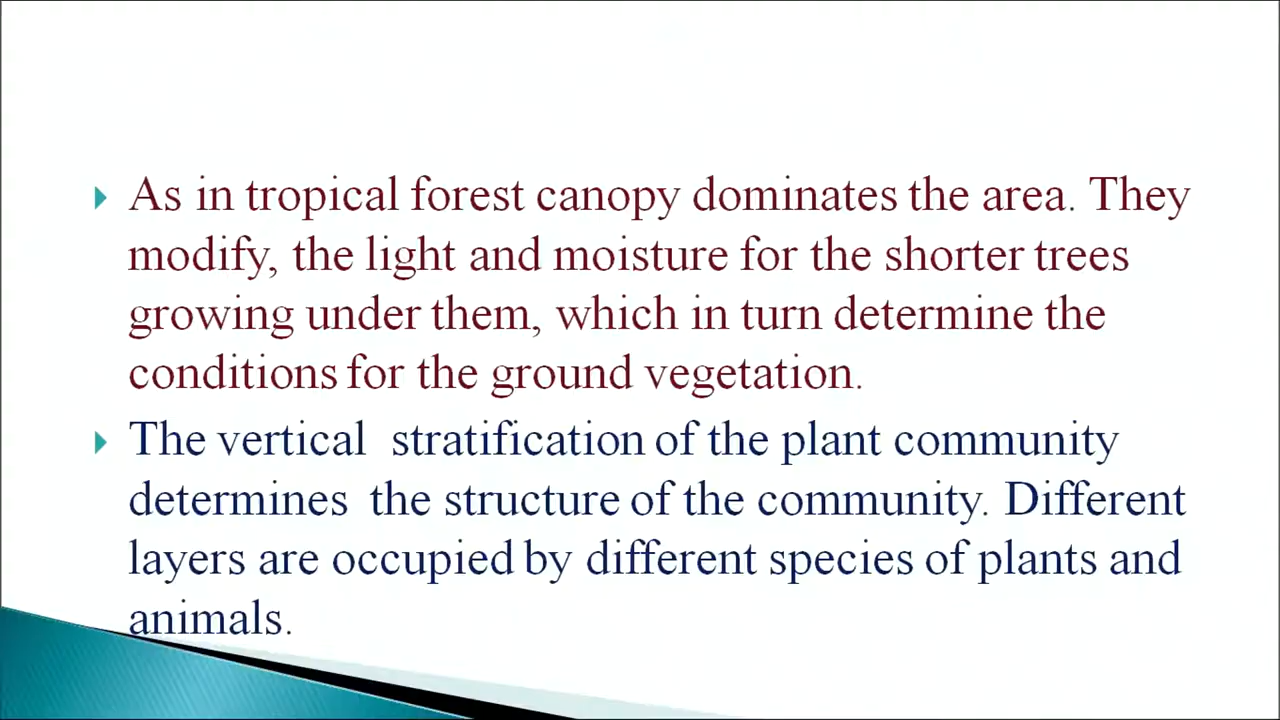 As in tropical forest canopy dominates the area. They
modify, the light and moisture for the shorter trees
growing under them, which in turn determine the
conditions for the ground vegetation.
The vertical stratification of the plant community
determines the structure of the community. Different
layers are occupied by different species of plants and
animals.